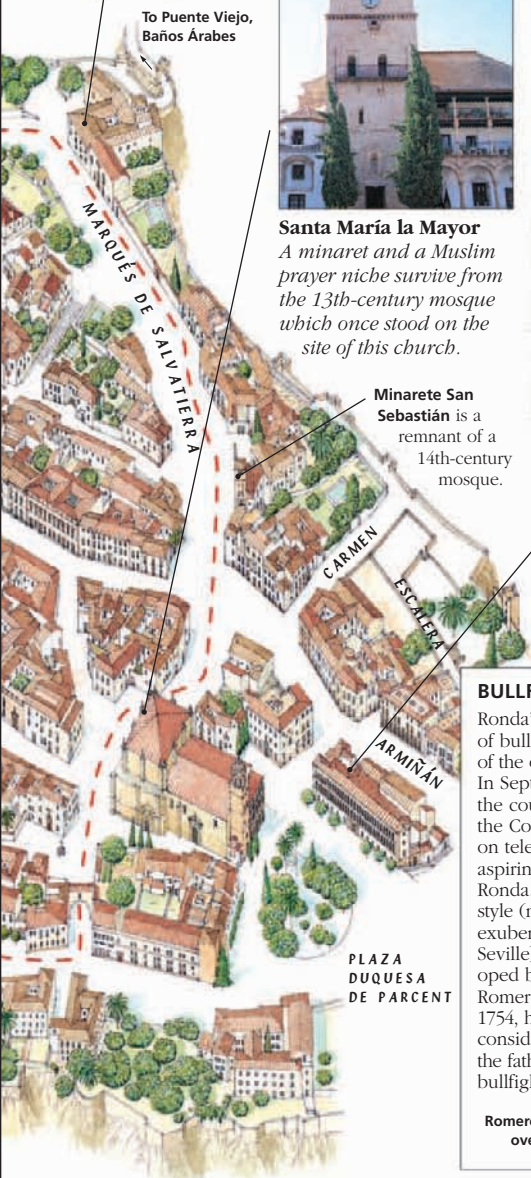 To Puente Viejo,
Baños Árabes
Santa María la Mayor
A minaret and a Muslim
prayer niche survive from
the 13th-century mosque
which once stood on the
site of this church.
MARQUÉS DE SALVATIERRA
Minarete San
Sebastián is a
remnant of a
14th-century
mosque.
CARMEN
ESCALERA
ARMIÑÁN
PLAZA
DUQUESA
DE PARCENT
BULLF
Ronda'
of bull
of the
In Sept
the cou
the Co
on tele
aspirin
Ronda
style (
exuber
Seville)
oped b
Romer
1754, h
consid
the fath
bullfigh
Romero
ove